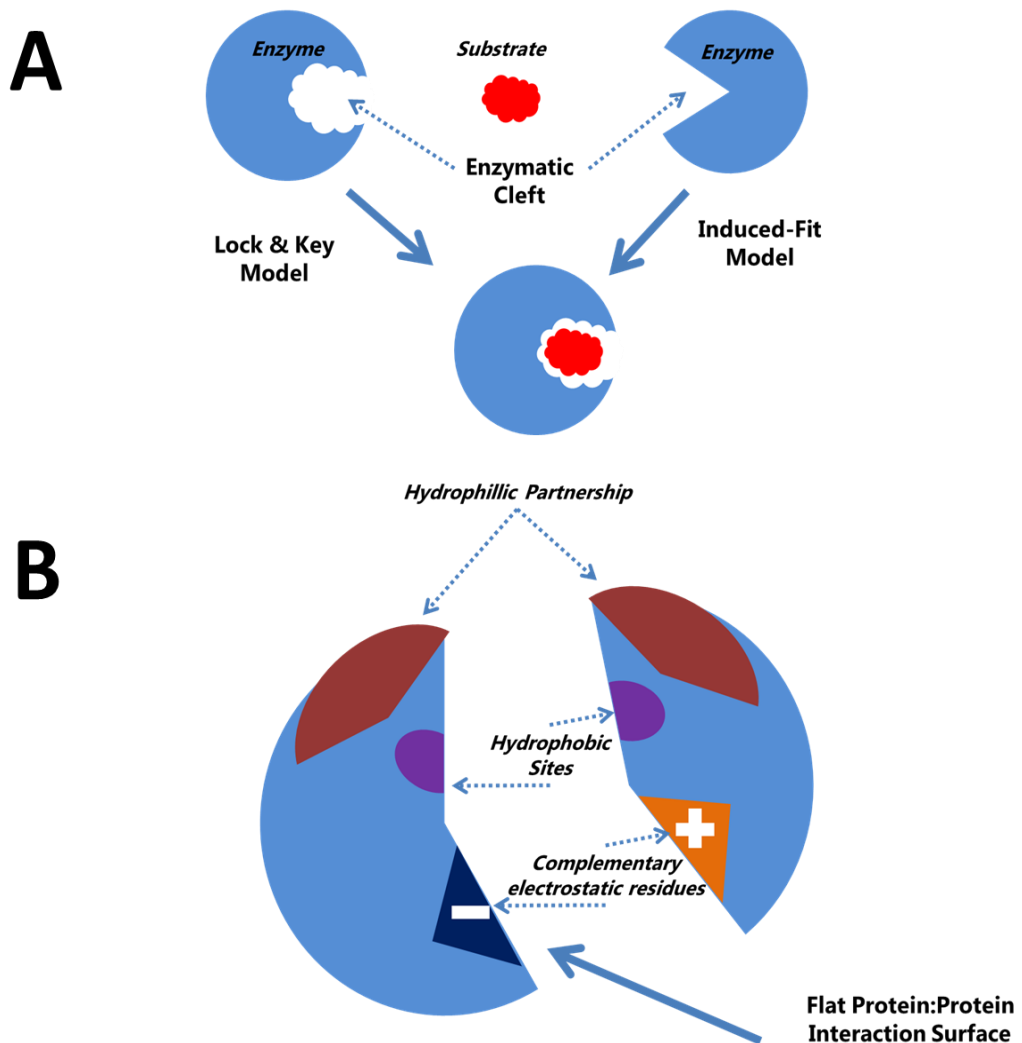 A
Enzyme
Substrate
Enzyme
Enzymatic
Cleft
Lock & Key
Model
Induced-Fit
Model
B
Hydrophillic Partnership
Hydrophobic
Sites
+
Complementary
electrostatic residues
-
Flat Protein:Protein
Interaction Surface